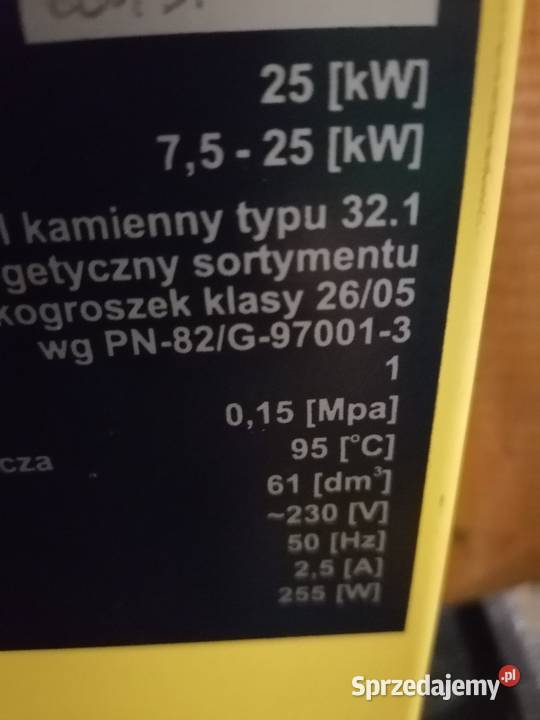 25 [kW]
7,5 - 25 [kW]
l kamienny typu 32.1
getyczny sortymentu
kogroszek klasy 26/05
wg PN-82/G-97001-3
1
0,15 [Mpa]
cza 95 [°C]
61 [dm³]
~230 [V]
50 [Hz]
2,5 [A]
255 [W]
Sprzedajemy.pl